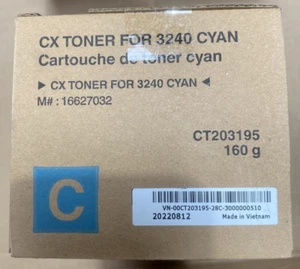 CX TONER FOR 3240 CYAN
Cartouche de toner cyan
► CX TONER FOR 3240 CYAN ◄
M# : 16627032
CT203195
160 g
C
VN-00CT203195-28C-3000000510
20220812 Made in Vietnam